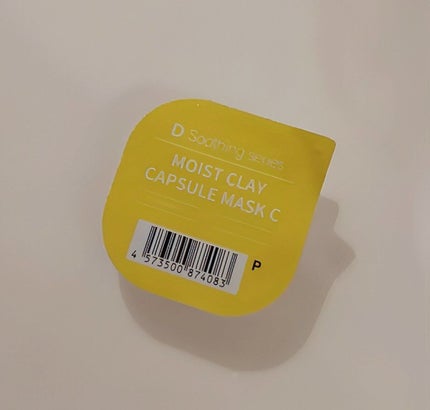 D Soothing series
MOIST CLAY
CAPSULE MASK C
4 573500 874083
P